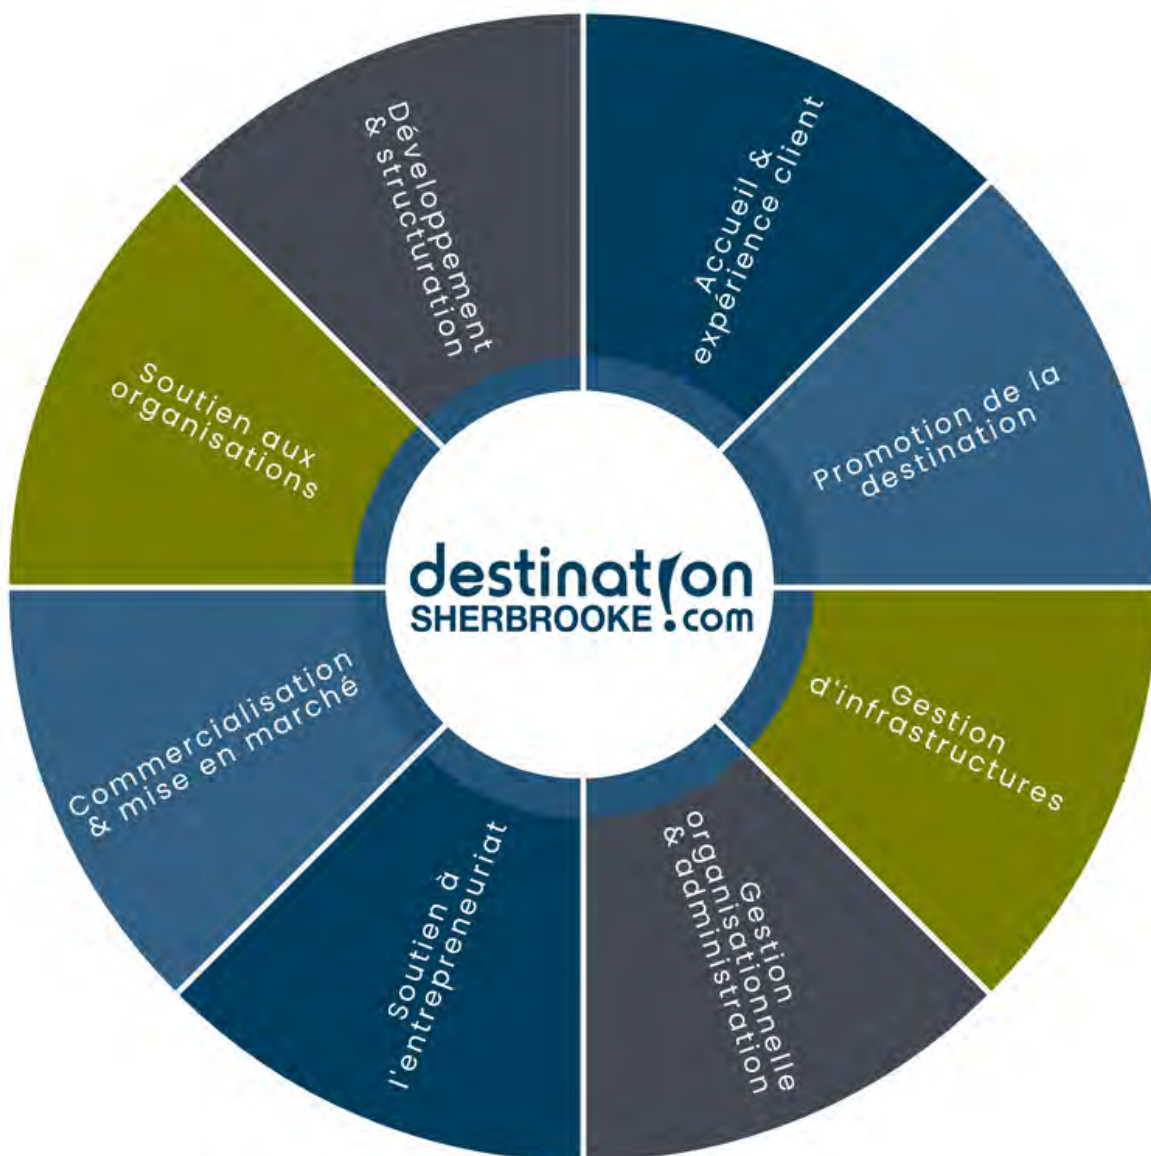 Accueil &
expérience client
Promotion de la
destination
Gestion
d'infrastructures
Gestion
organisationnelle
& administration
Soutien à
l'entrepreneuriat
Commercialisation
& mise en marché
Soutien aux
organisations
Développement
& structuration
destination
SHERBROOKE.com